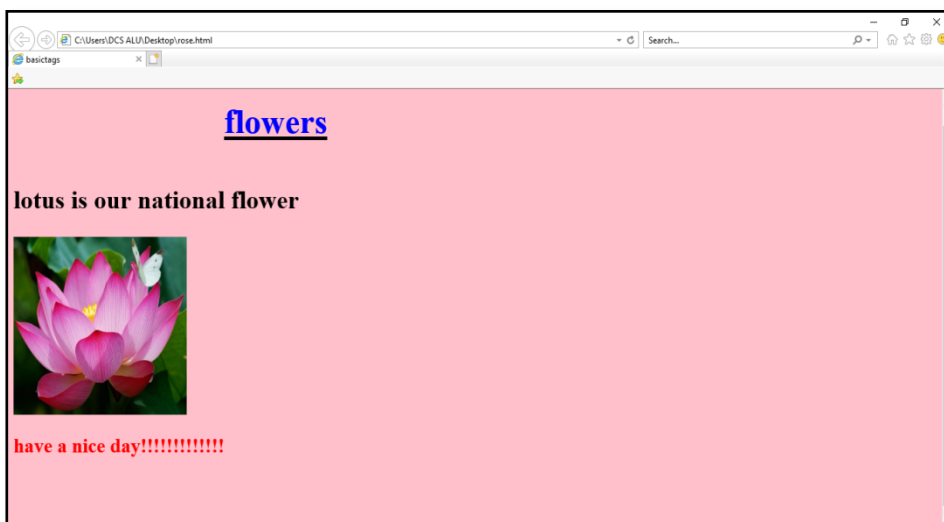 C:\Users\DCS ALU\Desktop\rose.html
Search...
basictags
flowers
lotus is our national flower
have a nice day!!!!!!!!!!!!!